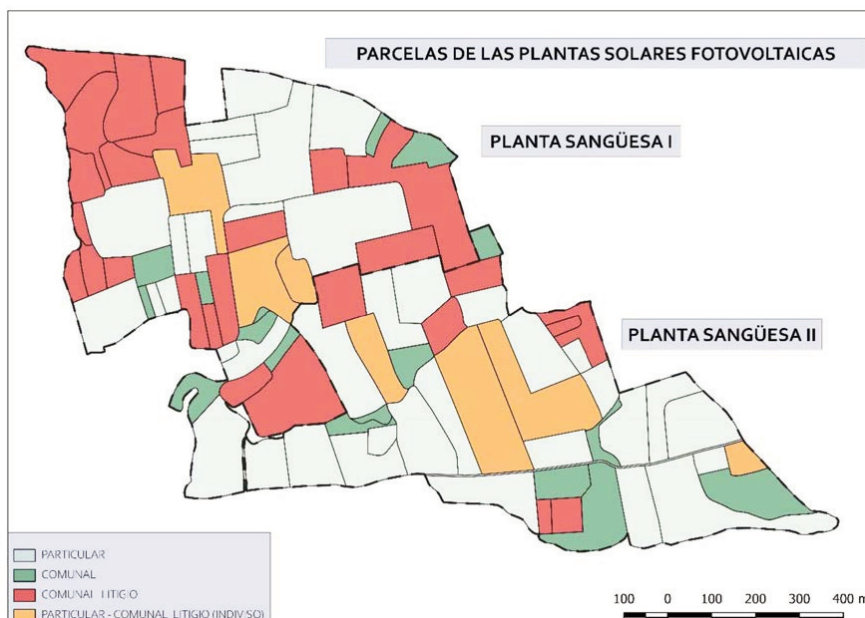 PARCELAS DE LAS PLANTAS SOLARES FOTOVOLTAICAS
PLANTA SANGÜESA I
PLANTA SANGÜESA II
PARTICULAR
COMUNAL
COMUNAL LITIGIO
PARTICULAR - COMUNAL LITIGIO (INDIVISO)
100 0 100 200 300 400 m